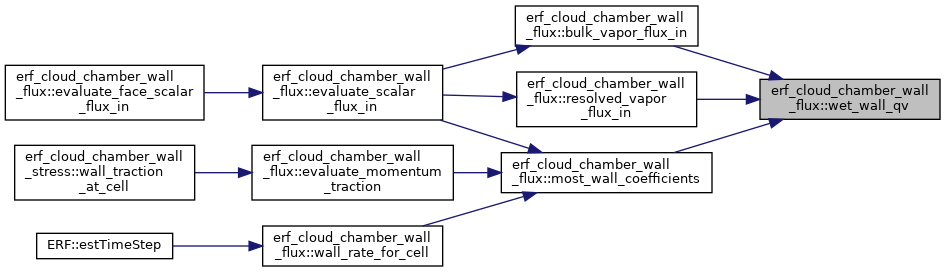 erf_cloud_chamber_wall
_flux::bulk_vapor_flux_in
erf_cloud_chamber_wall
_flux::evaluate_face_scalar
_flux_in
erf_cloud_chamber_wall
_flux::evaluate_scalar
_flux_in
erf_cloud_chamber_wall
_flux::resolved_vapor
_flux_in
erf_cloud_chamber_wall
_flux::wet_wall_qv
erf_cloud_chamber_wall
_stress::wall_traction
_at_cell
erf_cloud_chamber_wall
_flux::evaluate_momentum
_traction
erf_cloud_chamber_wall
_flux::most_wall_coefficients
ERF::estTimeStep
erf_cloud_chamber_wall
_flux::wall_rate_for_cell